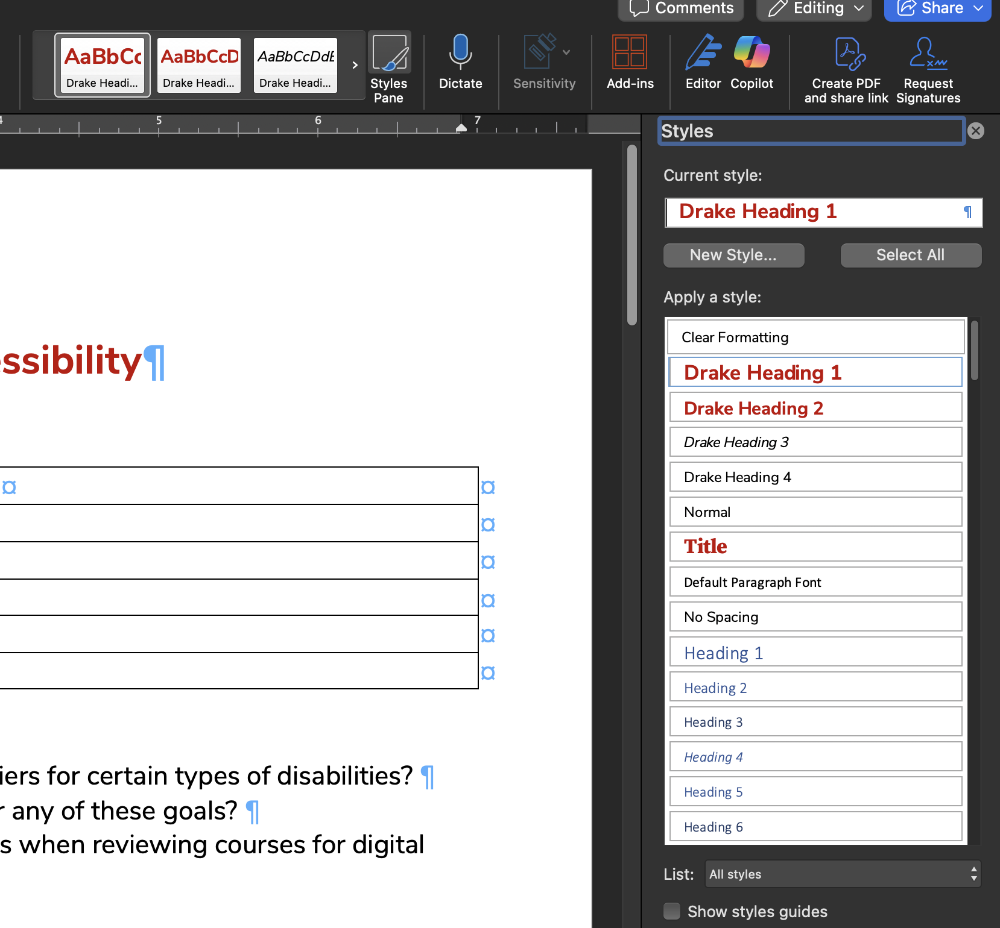 Comments
Editing
Share
AaBbCc
AaBbCcD
AaBbCcDdE
Drake Headi...
Drake Headi...
Drake Headi...
Styles
Pane
Dictate
Sensitivity
Add-ins
Editor
Copilot
Create PDF
and share link
Request
Signatures
5
6
7
Styles
Current style:
Drake Heading 1 ¶
New Style...
Select All
Apply a style:
Clear Formatting
Drake Heading 1
Drake Heading 2
Drake Heading 3
Drake Heading 4
Normal
Title
Default Paragraph Font
No Spacing
Heading 1
Heading 2
Heading 3
Heading 4
Heading 5
Heading 6
List: All styles
Show styles guides
essibility¶
¤ ¤
¤
¤
¤
¤
¤
iers for certain types of disabilities? ¶
r any of these goals? ¶
s when reviewing courses for digital